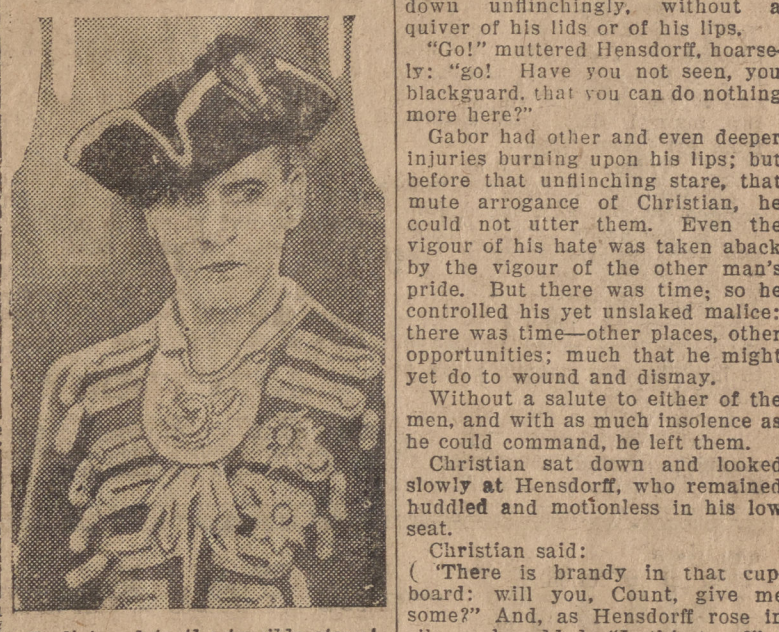 down unflinchingly, without a
quiver of his lids or of his lips.
"Go!" muttered Hensdorff, hoarse-
ly: "go! Have you not seen, you
blackguard, that you can do nothing
more here?"
Gabor had other and even deeper
injuries burning upon his lips; but
before that unflinching stare, that
mute arrogance of Christian, he
could not utter them. Even the
vigour of his hate was taken aback
by the vigour of the other man's
pride. But there was time; so he
controlled his yet unslaked malice:
there was time—other places, other
opportunities; much that he might
yet do to wound and dismay.
Without a salute to either of the
men, and with as much insolence as
he could command, he left them.
Christian sat down and looked
slowly at Hensdorff, who remained
huddled and motionless in his low
seat.
Christian said:
( 'There is brandy in that cup-
board: will you, Count, give me
some?" And, as Hensdorff rose in